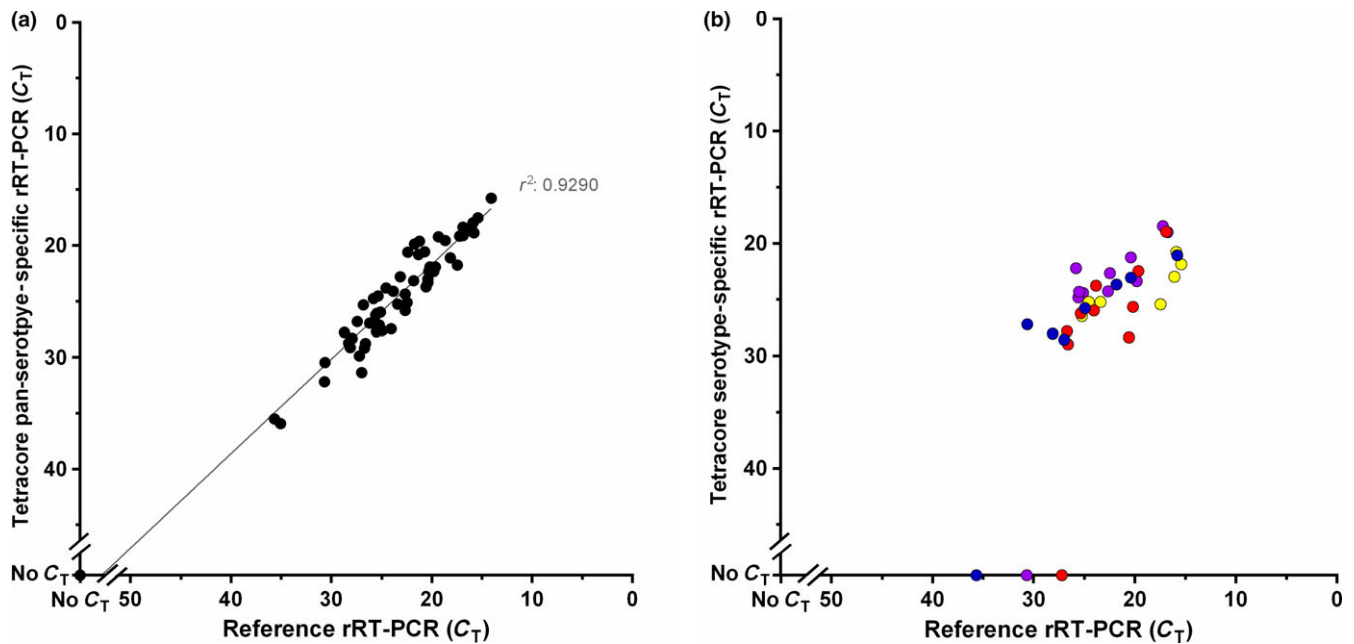 (a)
0
10
20
30
40
No CT
Tetracore pan-serotpye-specific rRT-PCR (CT)
r2: 0.9290
No CT 50 40 30 20 10 0
Reference rRT-PCR (CT)
(b)
0
10
20
30
40
No CT
Tetracore serotype-specific rRT-PCR (CT)
No CT 50 40 30 20 10 0
Reference rRT-PCR (CT)